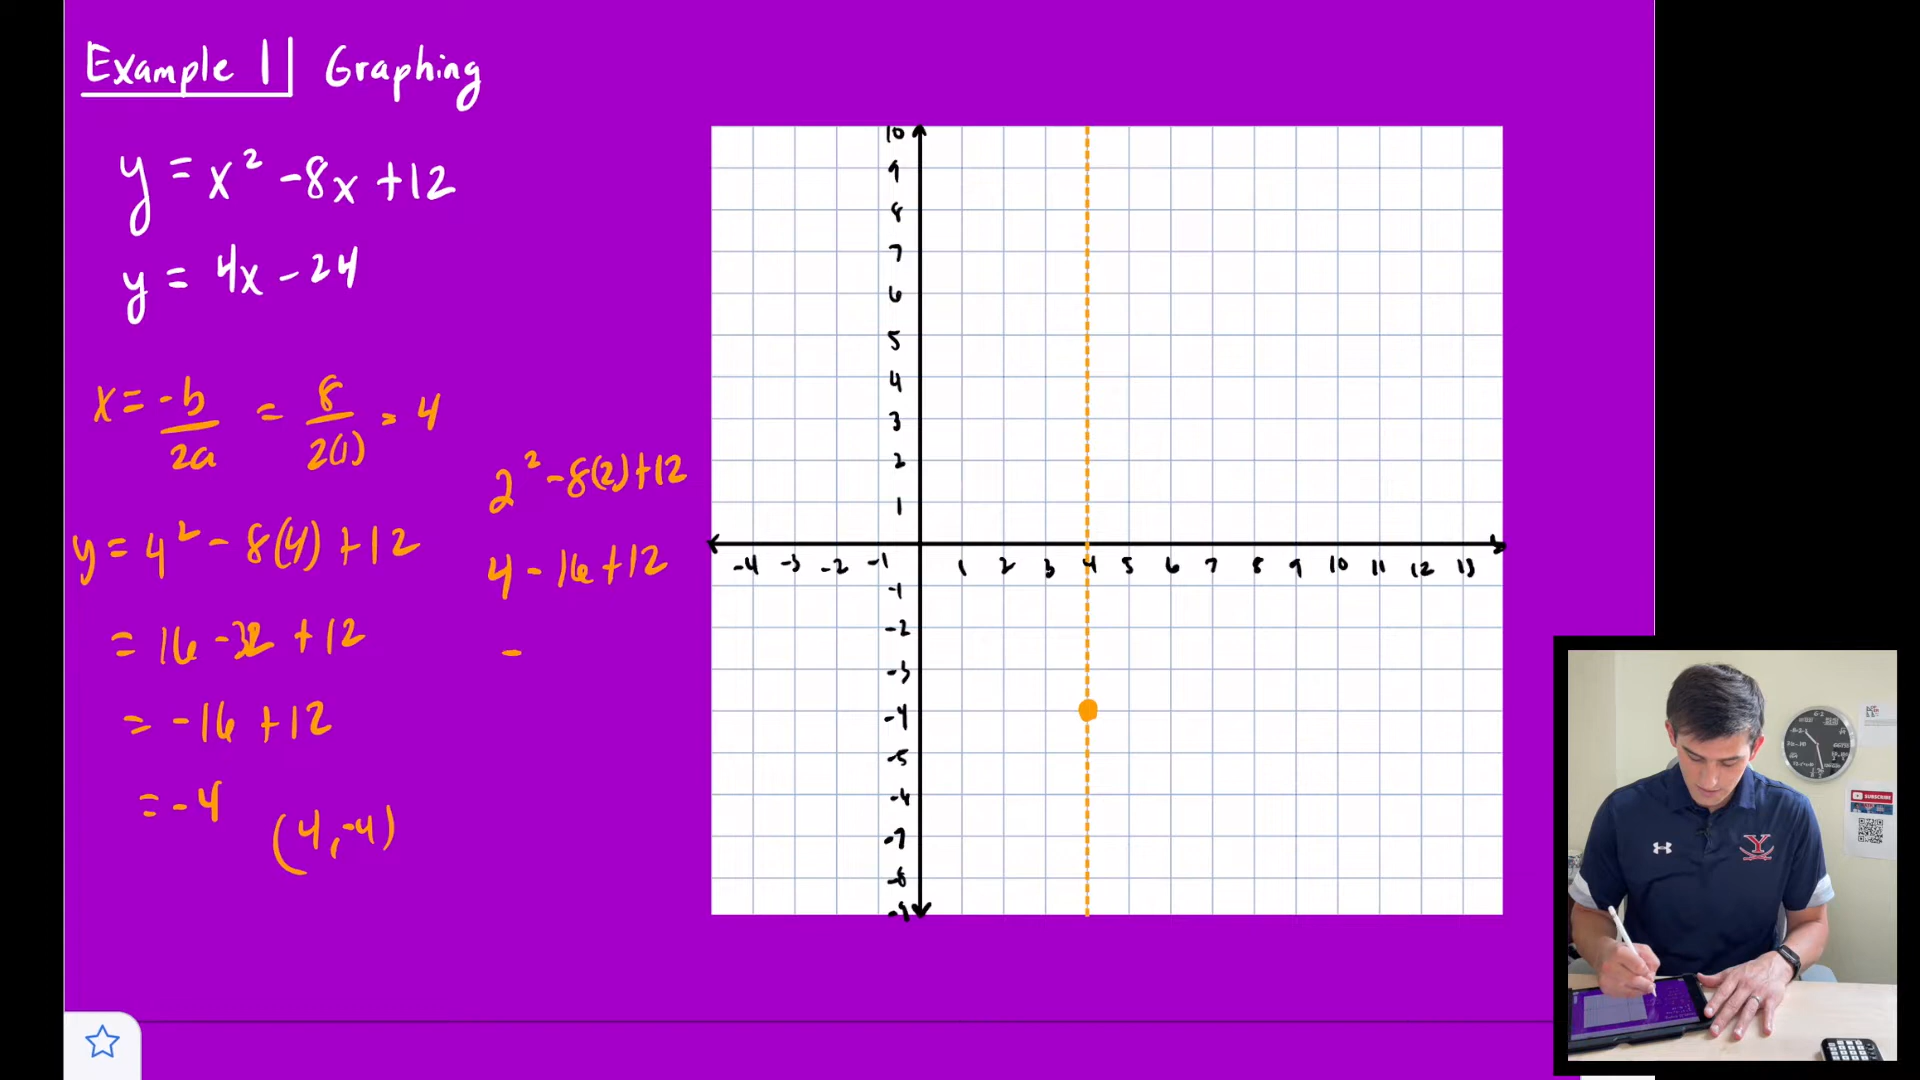 Example 1 Graphing
y = x² - 8x + 12
y = 4x - 24
x = -b/2a = 8/2(1) = 4
y = 4² - 8(4) + 12
= 16 - 32 + 12
= -16 + 12
= -4
(4, -4)
2² - 8(2) + 12
4 - 16 + 12
-
10
9
8
7
6
5
4
3
2
1
-4 -3 -2 -1 1 2 3 4 5 6 7 8 9 10 11 12 13
-1
-2
-3
-4
-5
-6
-7
-8
-9
Y
SUBSCRIBE